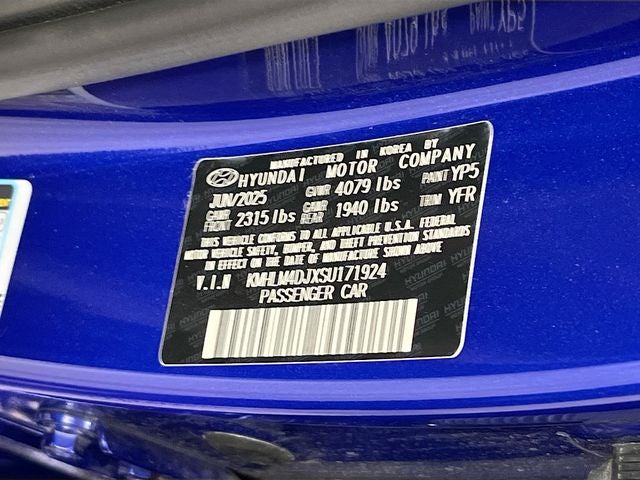 MANUFACTURED IN KOREA BY
HYUNDAI MOTOR COMPANY
JUN/2025 GVWR 4079 lbs PAINT YP5
GAWR FRONT 2315 lbs GAWR REAR 1940 lbs TRIM YFR
THIS VEHICLE CONFORMS TO ALL APPLICABLE U.S.A. FEDERAL
MOTOR VEHICLE SAFETY, BUMPER, AND THEFT PREVENTION STANDARDS
IN EFFECT ON THE DATE OF MANUFACTURE SHOWN ABOVE
V.I.N KMHLM4DJXSU171924
PASSENGER CAR